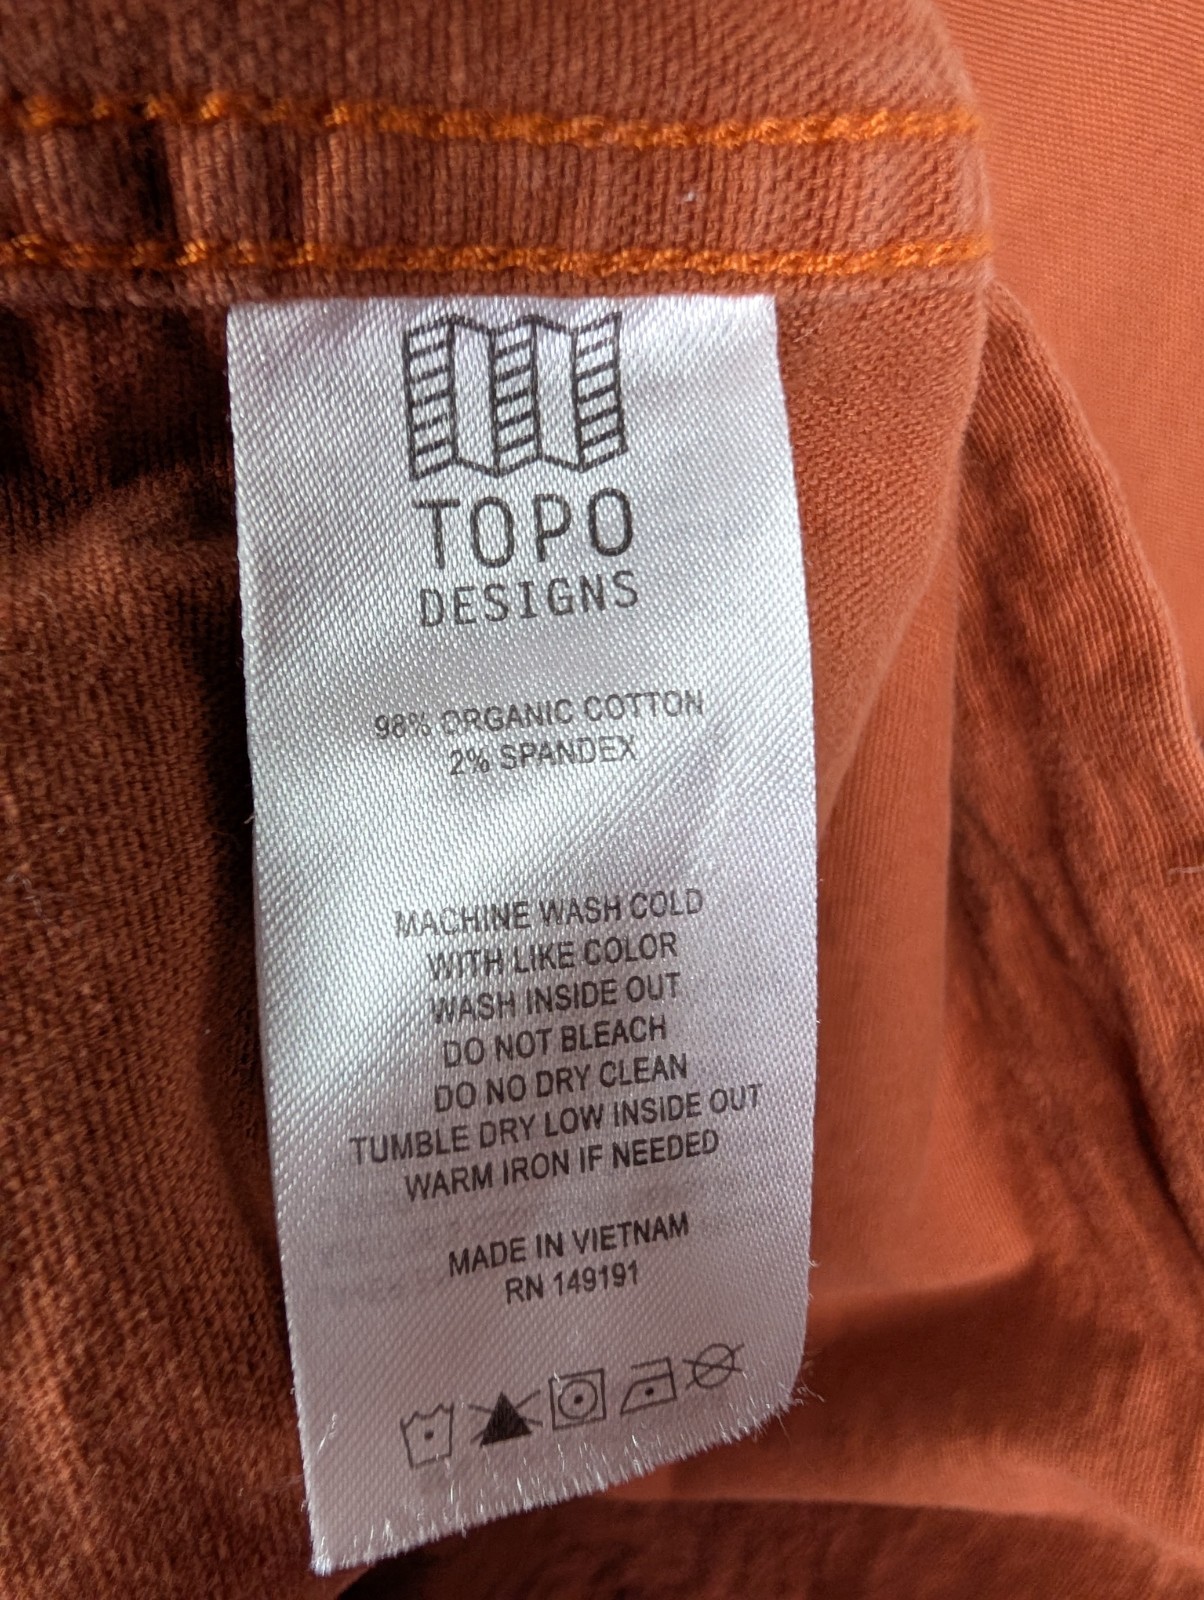 TOPO
DESIGNS
98% ORGANIC COTTON
2% SPANDEX
MACHINE WASH COLD
WITH LIKE COLOR
WASH INSIDE OUT
DO NOT BLEACH
DO NO DRY CLEAN
TUMBLE DRY LOW INSIDE OUT
WARM IRON IF NEEDED
MADE IN VIETNAM
RN 149191